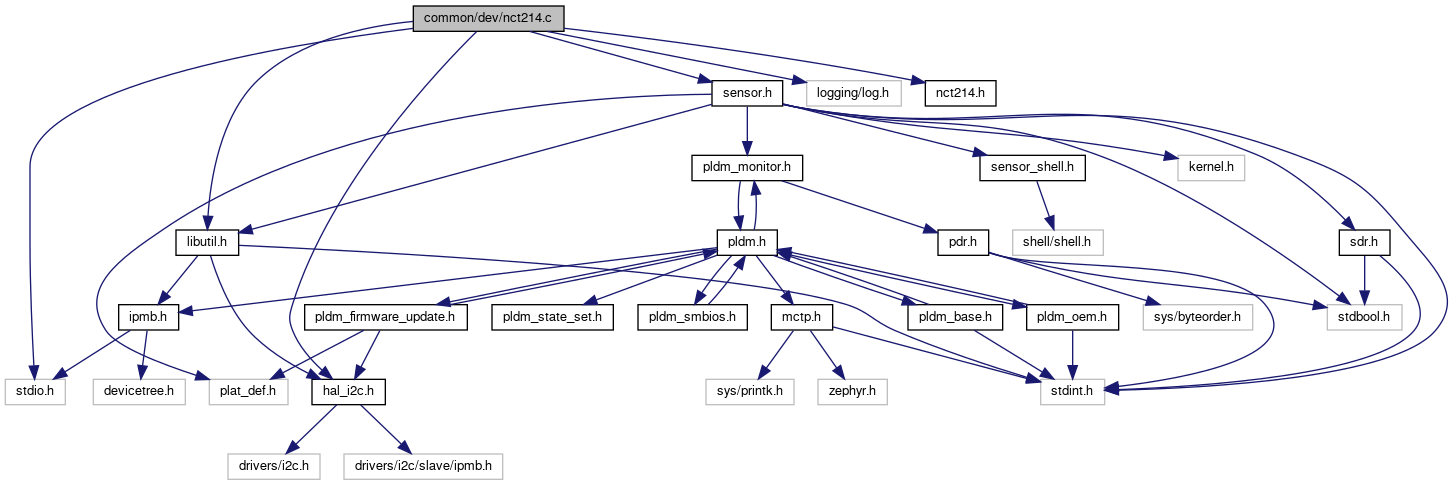 common/dev/nct214.c
sensor.h
logging/log.h
nct214.h
pldm_monitor.h
sensor_shell.h
kernel.h
libutil.h
pldm.h
pdr.h
shell/shell.h
sdr.h
ipmb.h
pldm_firmware_update.h
pldm_state_set.h
pldm_smbios.h
mctp.h
pldm_base.h
pldm_oem.h
sys/byteorder.h
stdbool.h
stdio.h
devicetree.h
plat_def.h
hal_i2c.h
sys/printk.h
zephyr.h
stdint.h
drivers/i2c.h
drivers/i2c/slave/ipmb.h